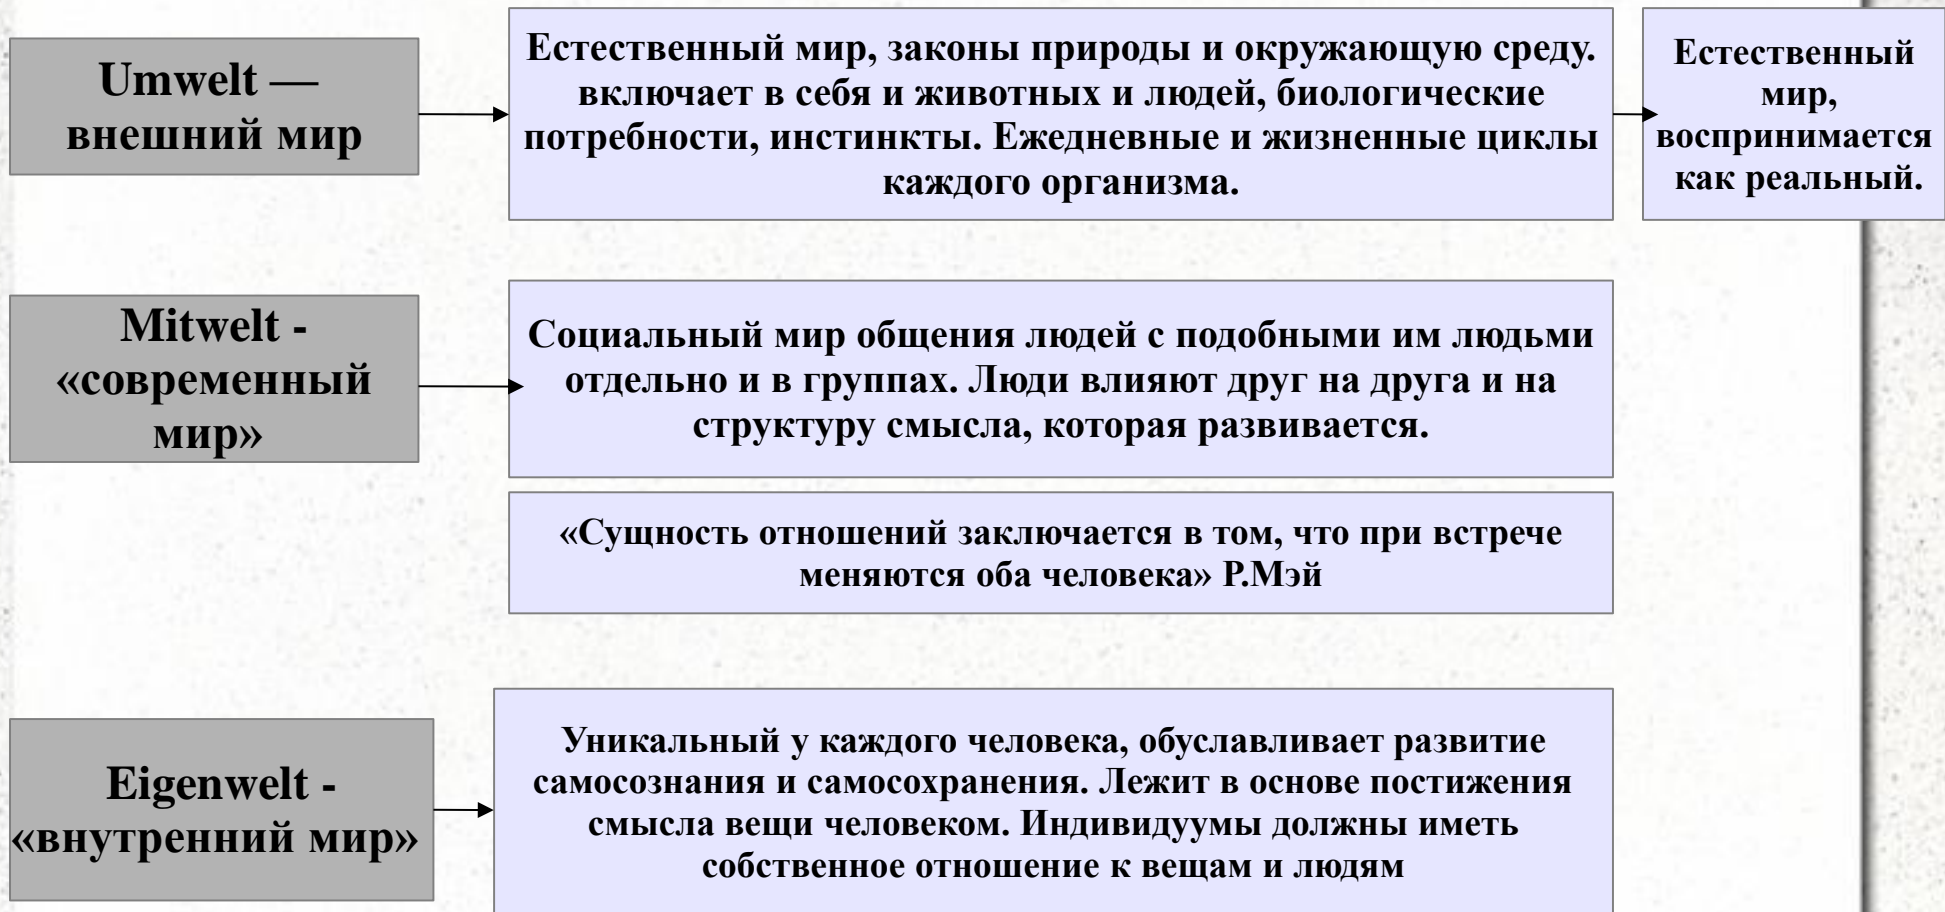 Umwelt —
внешний мир
Естественный мир, законы природы и окружающую среду.
включает в себя и животных и людей, биологические
потребности, инстинкты. Ежедневные и жизненные циклы
каждого организма.
Естественный
мир,
воспринимается
как реальный.
Mitwelt -
«современный
мир»
Социальный мир общения людей с подобными им людьми
отдельно и в группах. Люди влияют друг на друга и на
структуру смысла, которая развивается.
«Сущность отношений заключается в том, что при встрече
меняются оба человека» Р.Мэй
Eigenwelt -
«внутренний мир»
Уникальный у каждого человека, обуславливает развитие
самосознания и самосохранения. Лежит в основе постижения
смысла вещи человеком. Индивидуумы должны иметь
собственное отношение к вещам и людям